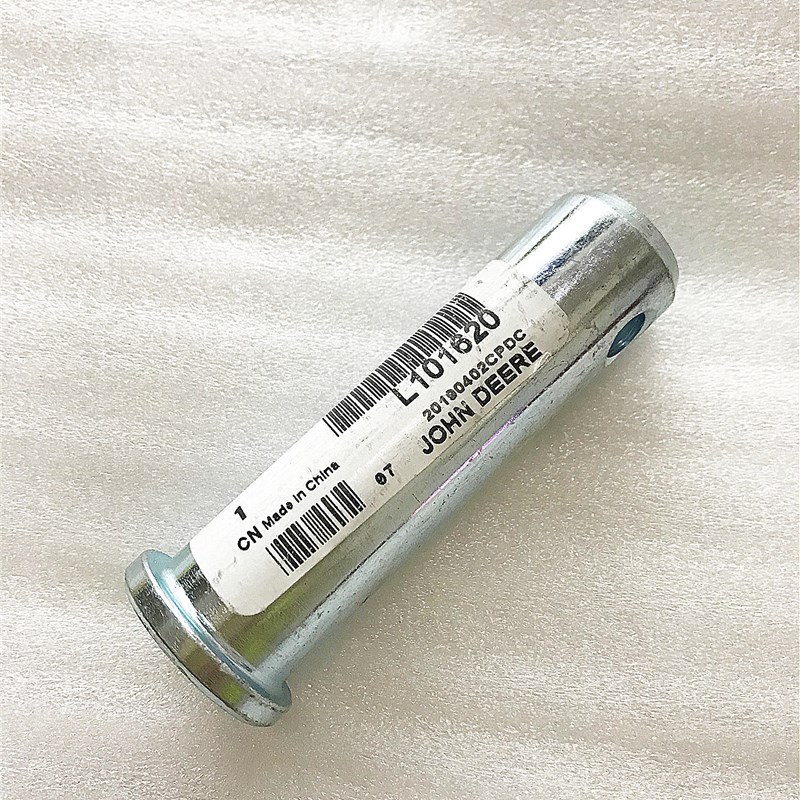 L101620
20190402CPDC
JOHN DEERE
07
1
CN Made in China